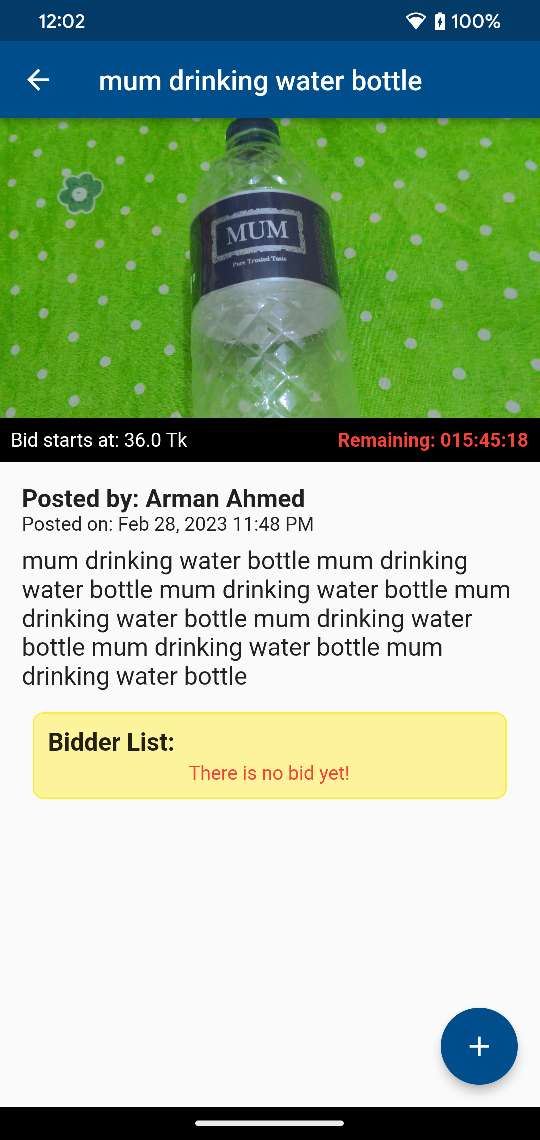 12:02
100%
mum drinking water bottle
MUM
Pure Trusted Taste
Bid starts at: 36.0 Tk
Remaining: 015:45:18
Posted by: Arman Ahmed
Posted on: Feb 28, 2023 11:48 PM
mum drinking water bottle mum drinking
water bottle mum drinking water bottle mum
drinking water bottle mum drinking water
bottle mum drinking water bottle mum
drinking water bottle
Bidder List:
There is no bid yet!